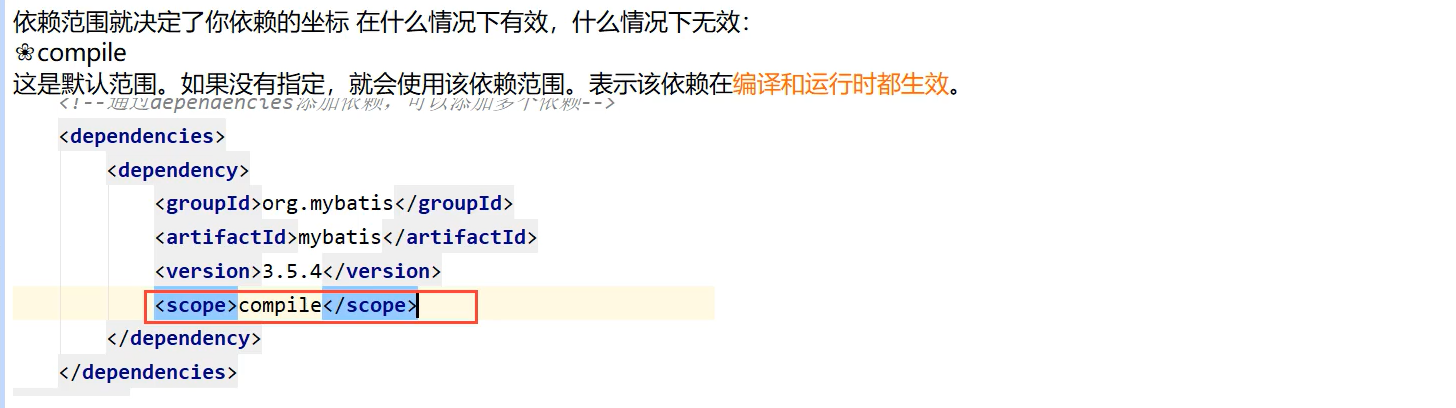 依赖范围就决定了你依赖的坐标 在什么情况下有效，什么情况下无效：
❀compile
这是默认范围。如果没有指定，就会使用该依赖范围。表示该依赖在编译和运行时都生效。
<!--通过dependencies添加依赖，可以添加多个依赖-->
<dependencies>
<dependency>
<groupId>org.mybatis</groupId>
<artifactId>mybatis</artifactId>
<version>3.5.4</version>
<scope>compile</scope>
</dependency>
</dependencies>